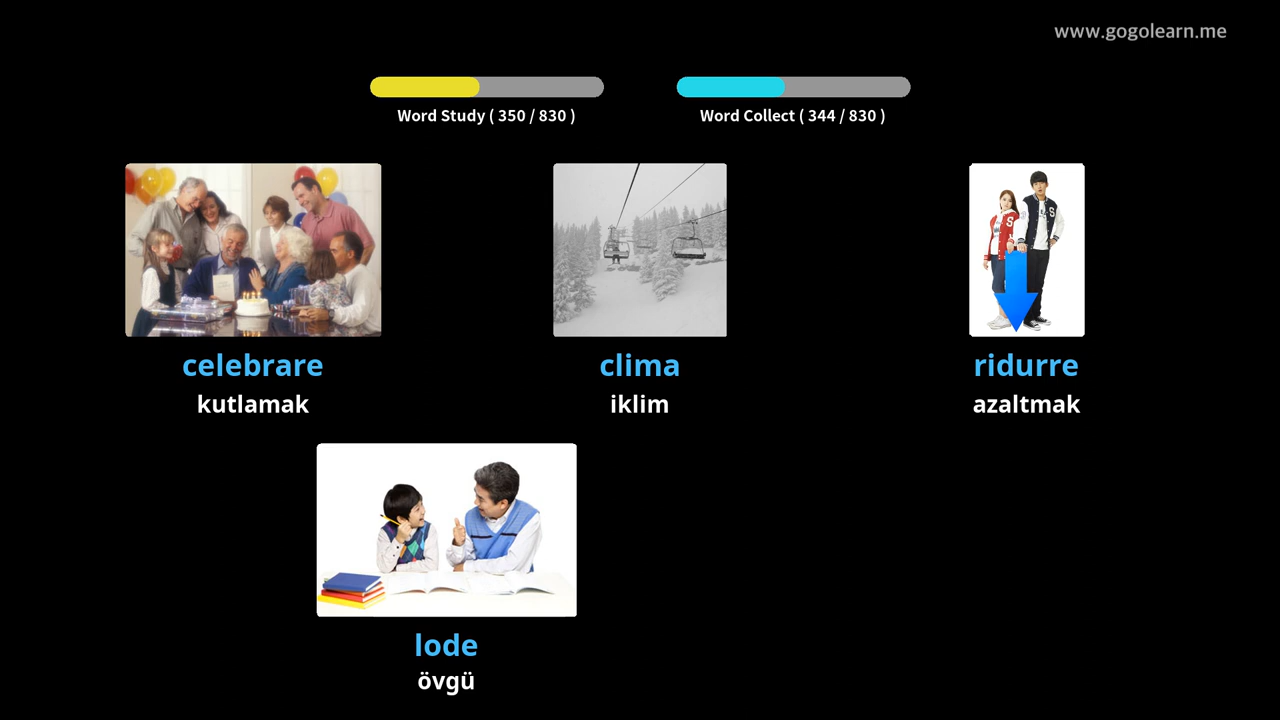 www.gogolearn.me
Word Study ( 350 / 830 )
Word Collect ( 344 / 830 )
celebrare
kutlamak
clima
iklim
ridurre
azaltmak
lode
övgü